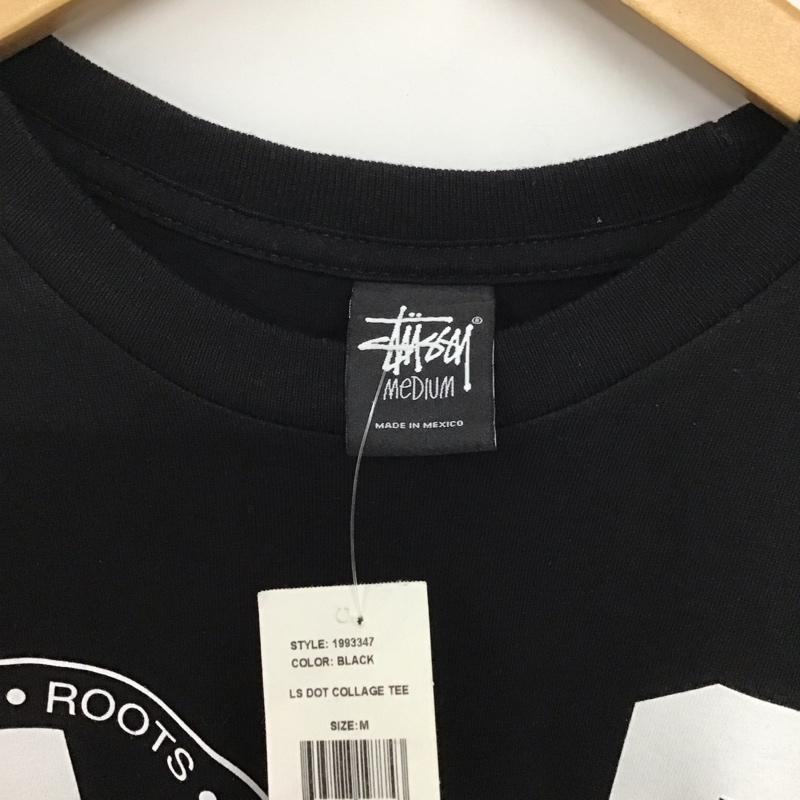 Stüssy®
MeDIUM
MADE IN MEXICO
STYLE: 1993347
COLOR: BLACK
LS DOT COLLAGE TEE
SIZE:M
• ROOTS •